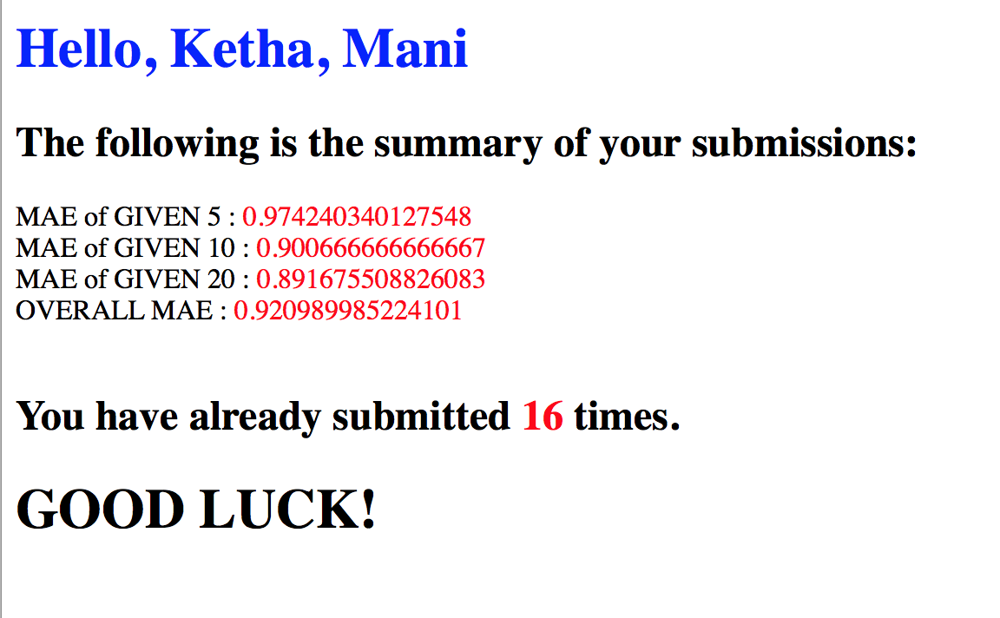 Hello, Ketha, Mani
The following is the summary of your submissions:
MAE of GIVEN 5 : 0.974240340127548
MAE of GIVEN 10 : 0.900666666666667
MAE of GIVEN 20 : 0.891675508826083
OVERALL MAE : 0.920989985224101
You have already submitted 16 times.
GOOD LUCK!